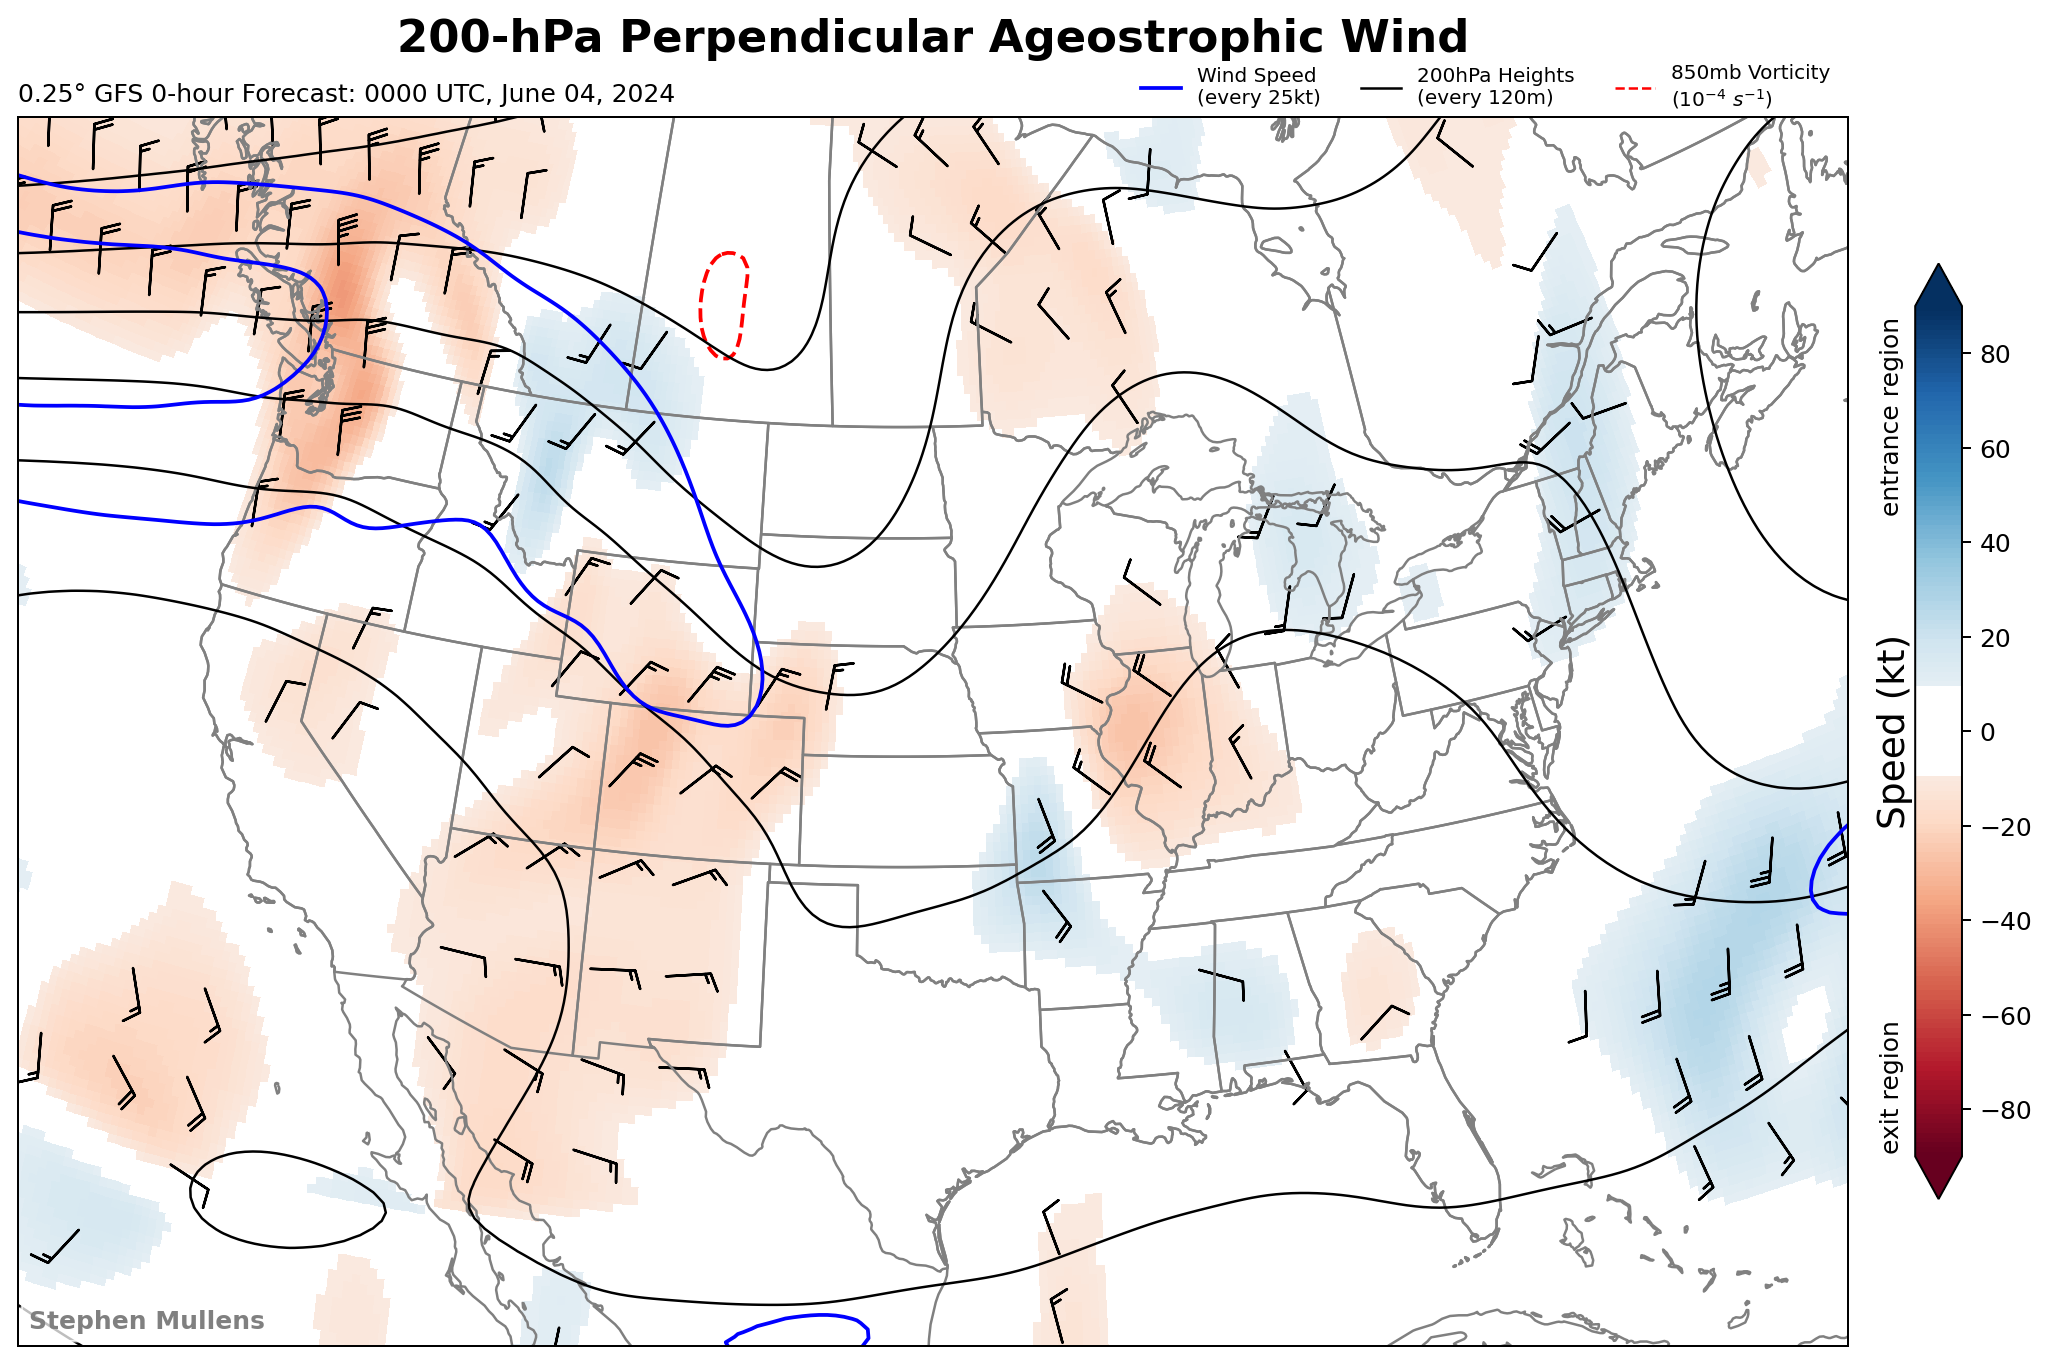 200-hPa Perpendicular Ageostrophic Wind
0.25° GFS 0-hour Forecast: 0000 UTC, June 04, 2024
Wind Speed
(every 25kt)
200hPa Heights
(every 120m)
850mb Vorticity
(10⁻⁴ s⁻¹)
entrance region
Speed (kt)
exit region
80
60
40
20
0
−20
−40
−60
−80
Stephen Mullens